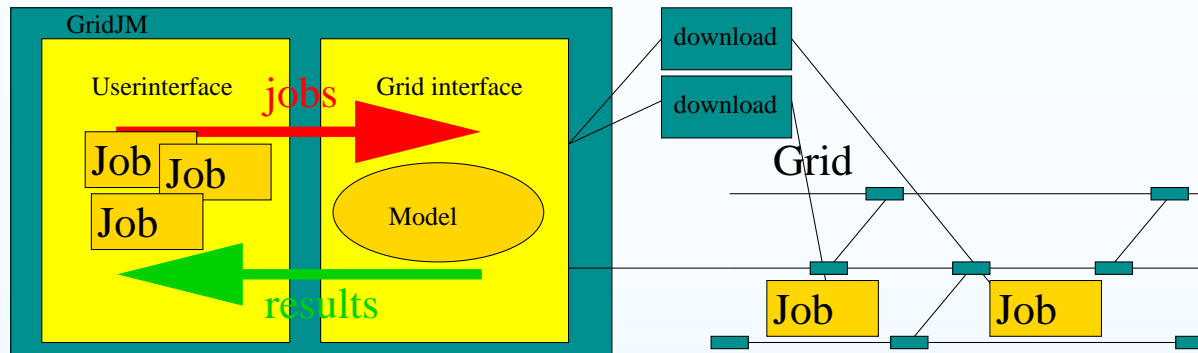 GridJM
Userinterface
Grid interface
jobs
Job
Job
Job
Model
results
download
download
Grid
Job
Job